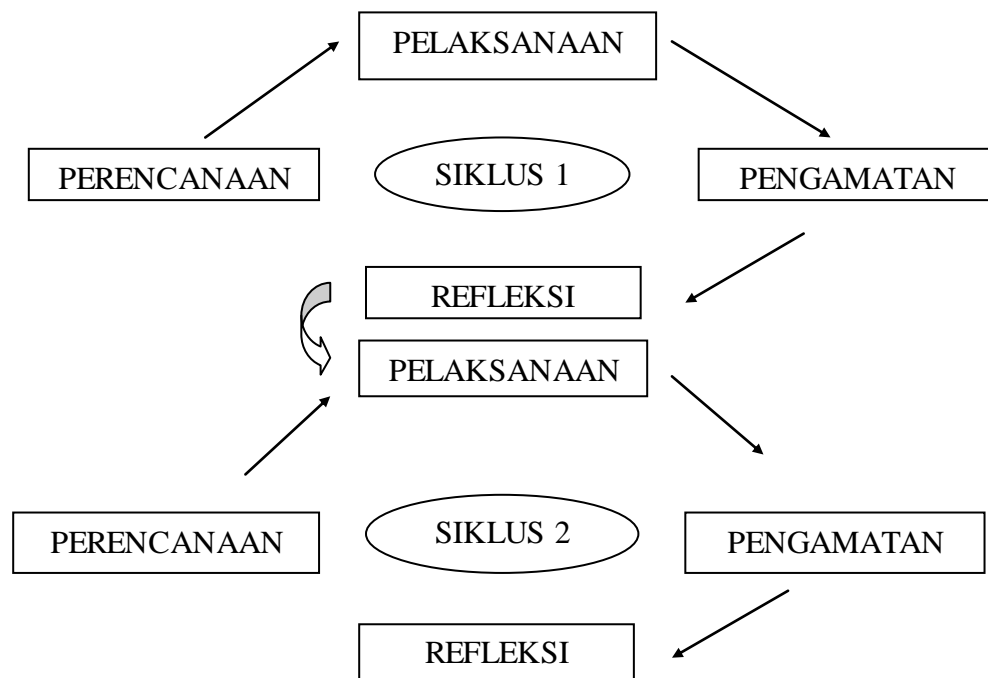 PELAKSANAAN
PERENCANAAN
SIKLUS 1
PENGAMATAN
REFLEKSI
PELAKSANAAN
PERENCANAAN
SIKLUS 2
PENGAMATAN
REFLEKSI